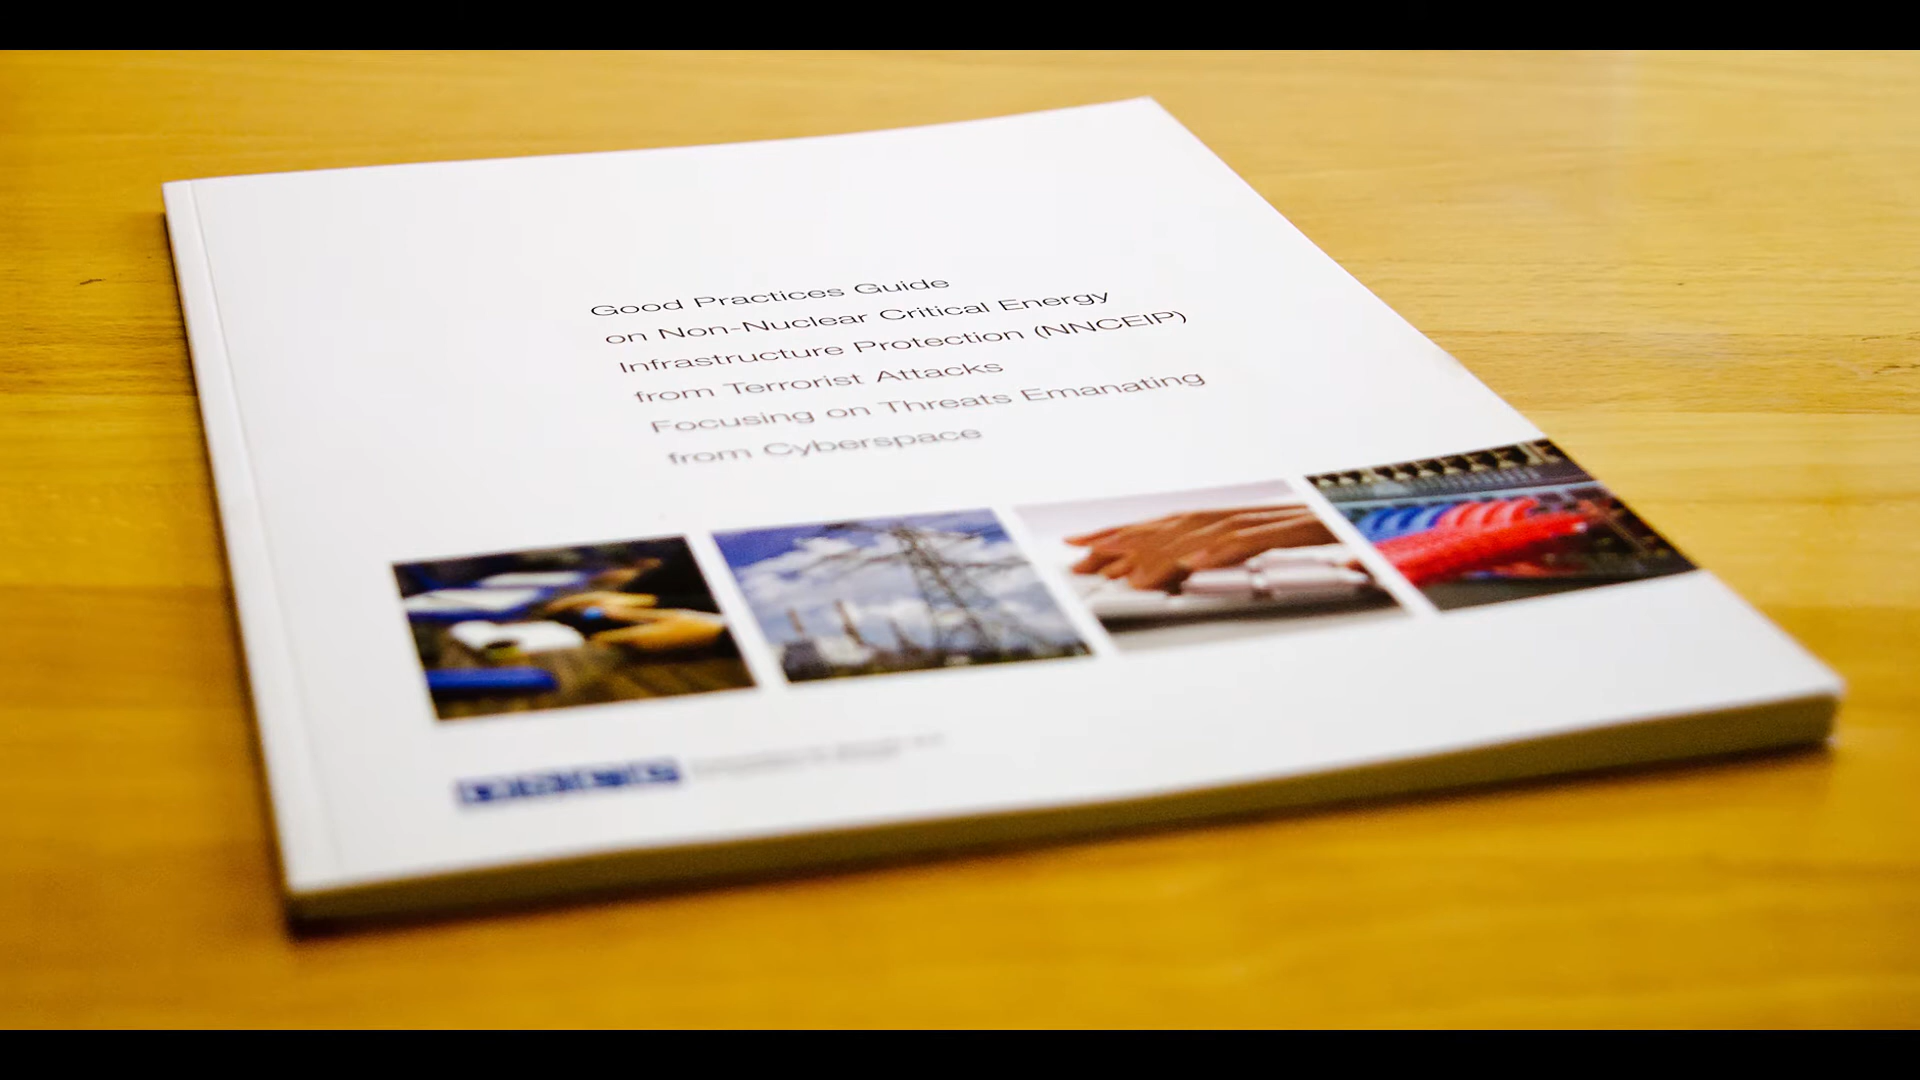 Good Practices Guide
on Non-Nuclear Critical Energy
Infrastructure Protection (NNCEIP)
from Terrorist Attacks
Focusing on Threats Emanating
from Cyberspace